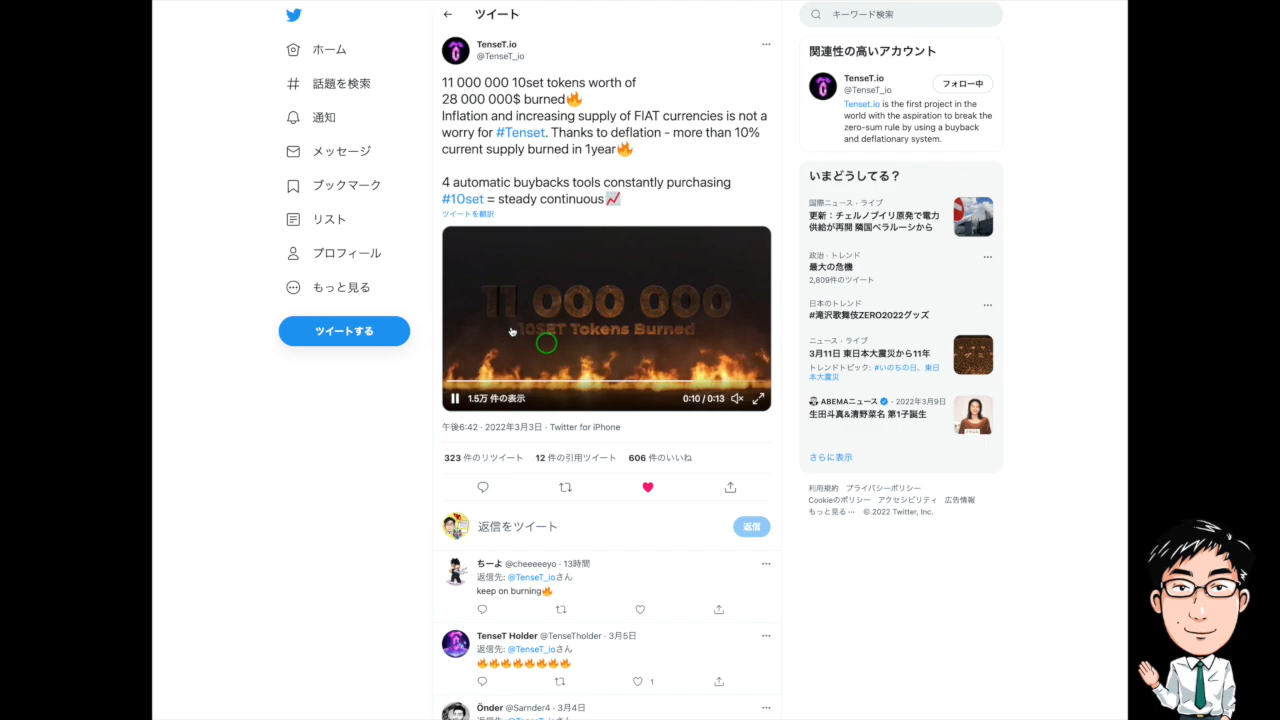 ホーム
話題を検索
通知
メッセージ
ブックマーク
リスト
プロフィール
もっと見る
ツイートする
ツイート
TenseT.io
@TenseT_io
11 000 000 10set tokens worth of
28 000 000$ burned🔥
Inflation and increasing supply of FIAT currencies is not a
worry for #Tenset. Thanks to deflation - more than 10%
current supply burned in 1year🔥
4 automatic buybacks tools constantly purchasing
#10set = steady continuous📈
ツイートを翻訳
11 000 000
10SET Tokens Burned
1.5万 件の表示
0:10 / 0:13
午後6:42 · 2022年3月3日 · Twitter for iPhone
323 件のリツイート 12 件の引用ツイート 606 件のいいね
返信をツイート
返信
ちーよ @cheeeeeyo · 13時間
返信先: @TenseT_ioさん
keep on burning🔥
TenseT Holder @TenseTholder · 3月5日
返信先: @TenseT_ioさん
🔥🔥🔥🔥🔥🔥🔥🔥
1
Önder @Sarnder4 · 3月4日
返信先: @TenseT_ioさん
キーワード検索
関連性の高いアカウント
TenseT.io
@TenseT_io
フォロー中
Tenset.io is the first project in the
world with the aspiration to break the
zero-sum rule by using a buyback
and deflationary system.
いまどうしてる？
国際ニュース · ライブ
更新：チェルノブイリ原発で電力
供給が再開 隣国ベラルーシから
政治 · トレンド
最大の危機
2,809件のツイート
日本のトレンド
#滝沢歌舞伎ZERO2022グッズ
ニュース · ライブ
3月11日 東日本大震災から11年
トレンドトピック: #いのちの日、東日
本大震災
ABEMAニュース · 2022年3月9日
生田斗真&清野菜名 第1子誕生
さらに表示
利用規約 プライバシーポリシー
Cookieのポリシー アクセシビリティ 広告情報
もっと見る ··· © 2022 Twitter, Inc.